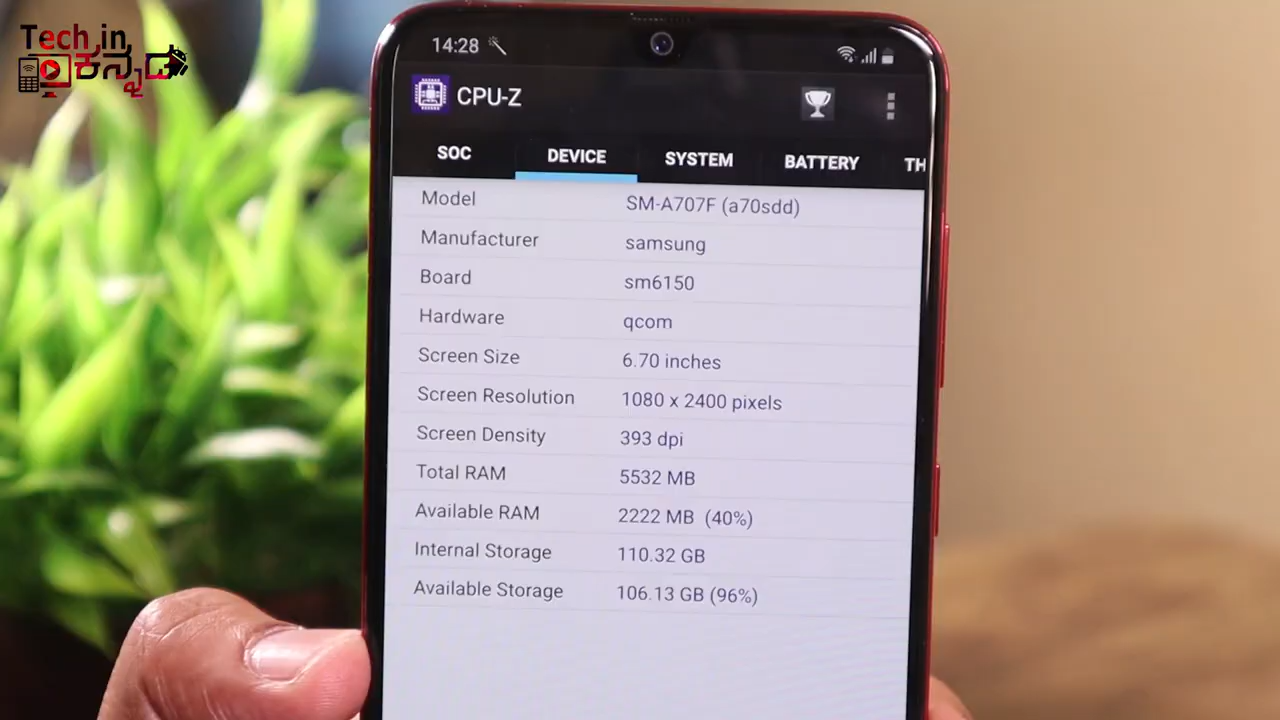 Tech in
ಕನ್ನಡ
14:28
CPU-Z
SOC DEVICE SYSTEM BATTERY TH
Model SM-A707F (a70sdd)
Manufacturer samsung
Board sm6150
Hardware qcom
Screen Size 6.70 inches
Screen Resolution 1080 x 2400 pixels
Screen Density 393 dpi
Total RAM 5532 MB
Available RAM 2222 MB (40%)
Internal Storage 110.32 GB
Available Storage 106.13 GB (96%)